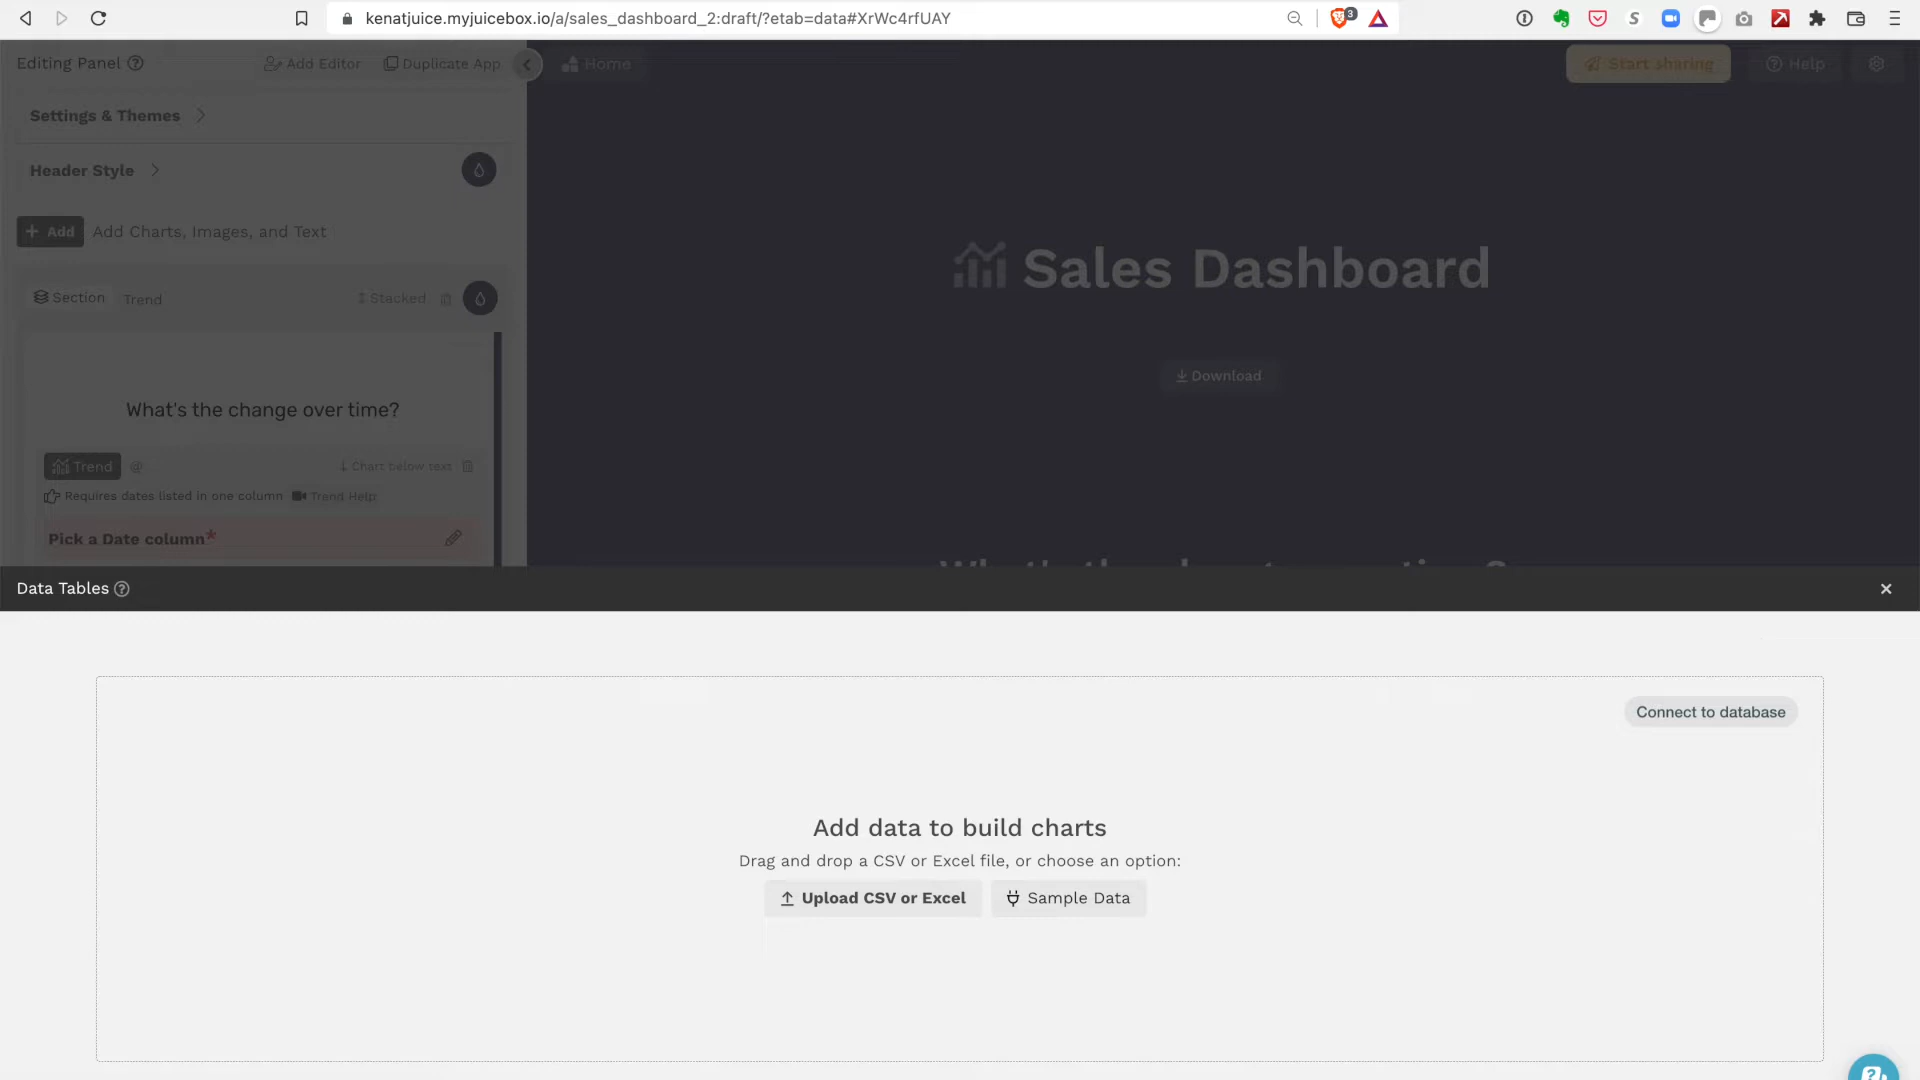 kenatjuice.myjuicebox.io/a/sales_dashboard_2:draft/?etab=data#XrWc4rfUAY
3
Editing Panel
Add Editor
Duplicate App
Home
Start sharing
Help
Settings & Themes
Header Style
+ Add
Add Charts, Images, and Text
Section
Trend
Stacked
Sales Dashboard
Download
What's the change over time?
Trend
@
Chart below text
Requires dates listed in one column
Trend Help
Pick a Date column*
Data Tables
Connect to database
Add data to build charts
Drag and drop a CSV or Excel file, or choose an option:
Upload CSV or Excel
Sample Data